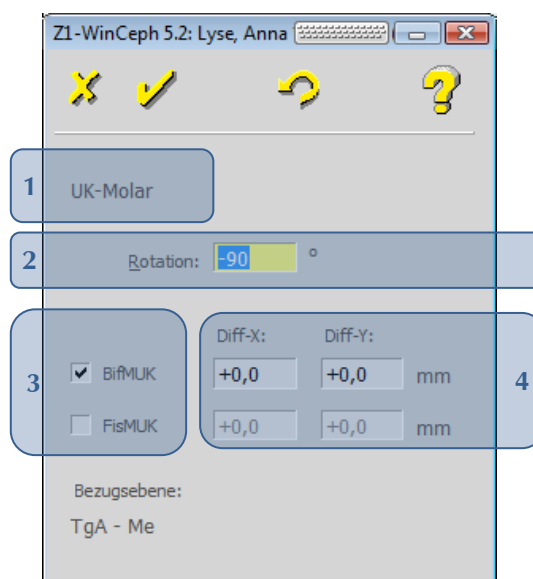 Z1-WinCeph 5.2: Lyse, Anna
1
UK-Molar
2
Rotation: -90 °
Diff-X: Diff-Y:
3
BifMUK +0,0 +0,0 mm
4
FisMUK +0,0 +0,0 mm
Bezugsebene:
TgA - Me